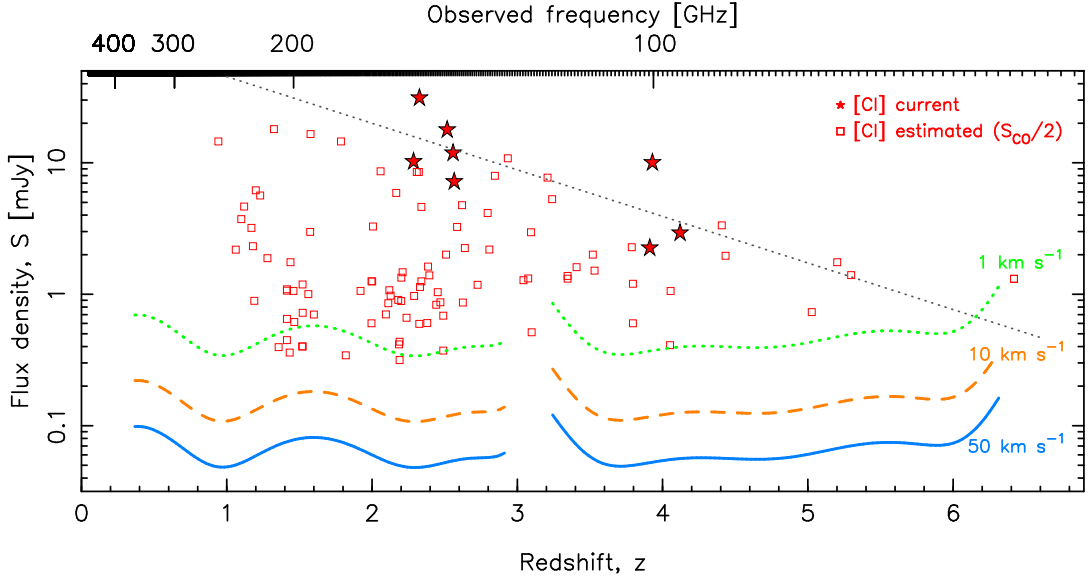 Observed frequency [GHz]
400 300 200 100
[CI] current
[CI] estimated (S_CO/2)
10
1
0.1
Flux density, S [mJy]
1 km s⁻¹
10 km s⁻¹
50 km s⁻¹
0 1 2 3 4 5 6
Redshift, z